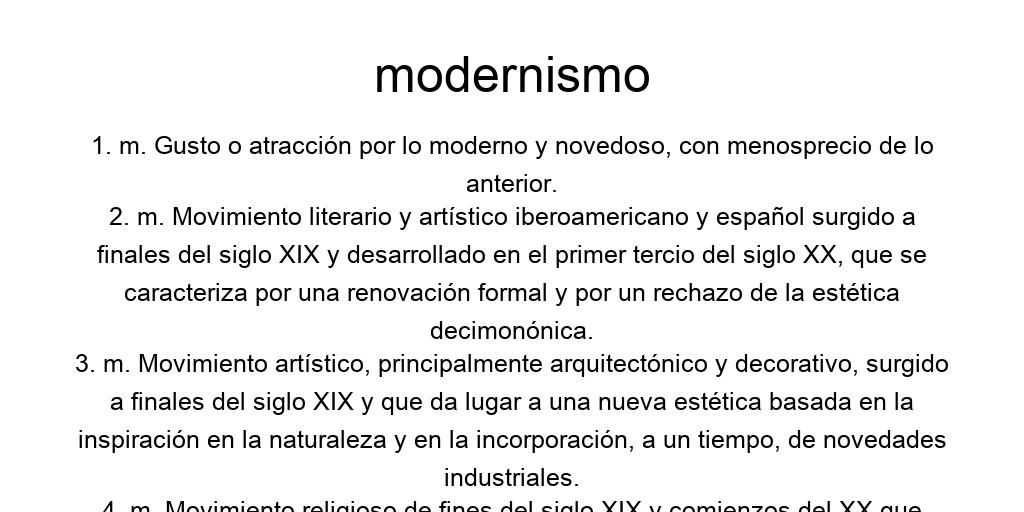 modernismo
1. m. Gusto o atracción por lo moderno y novedoso, con menosprecio de lo
anterior.
2. m. Movimiento literario y artístico iberoamericano y español surgido a
finales del siglo XIX y desarrollado en el primer tercio del siglo XX, que se
caracteriza por una renovación formal y por un rechazo de la estética
decimonónica.
3. m. Movimiento artístico, principalmente arquitectónico y decorativo, surgido
a finales del siglo XIX y que da lugar a una nueva estética basada en la
inspiración en la naturaleza y en la incorporación, a un tiempo, de novedades
industriales.
4. m. Movimiento religioso de fines del siglo XIX y comienzos del XX que